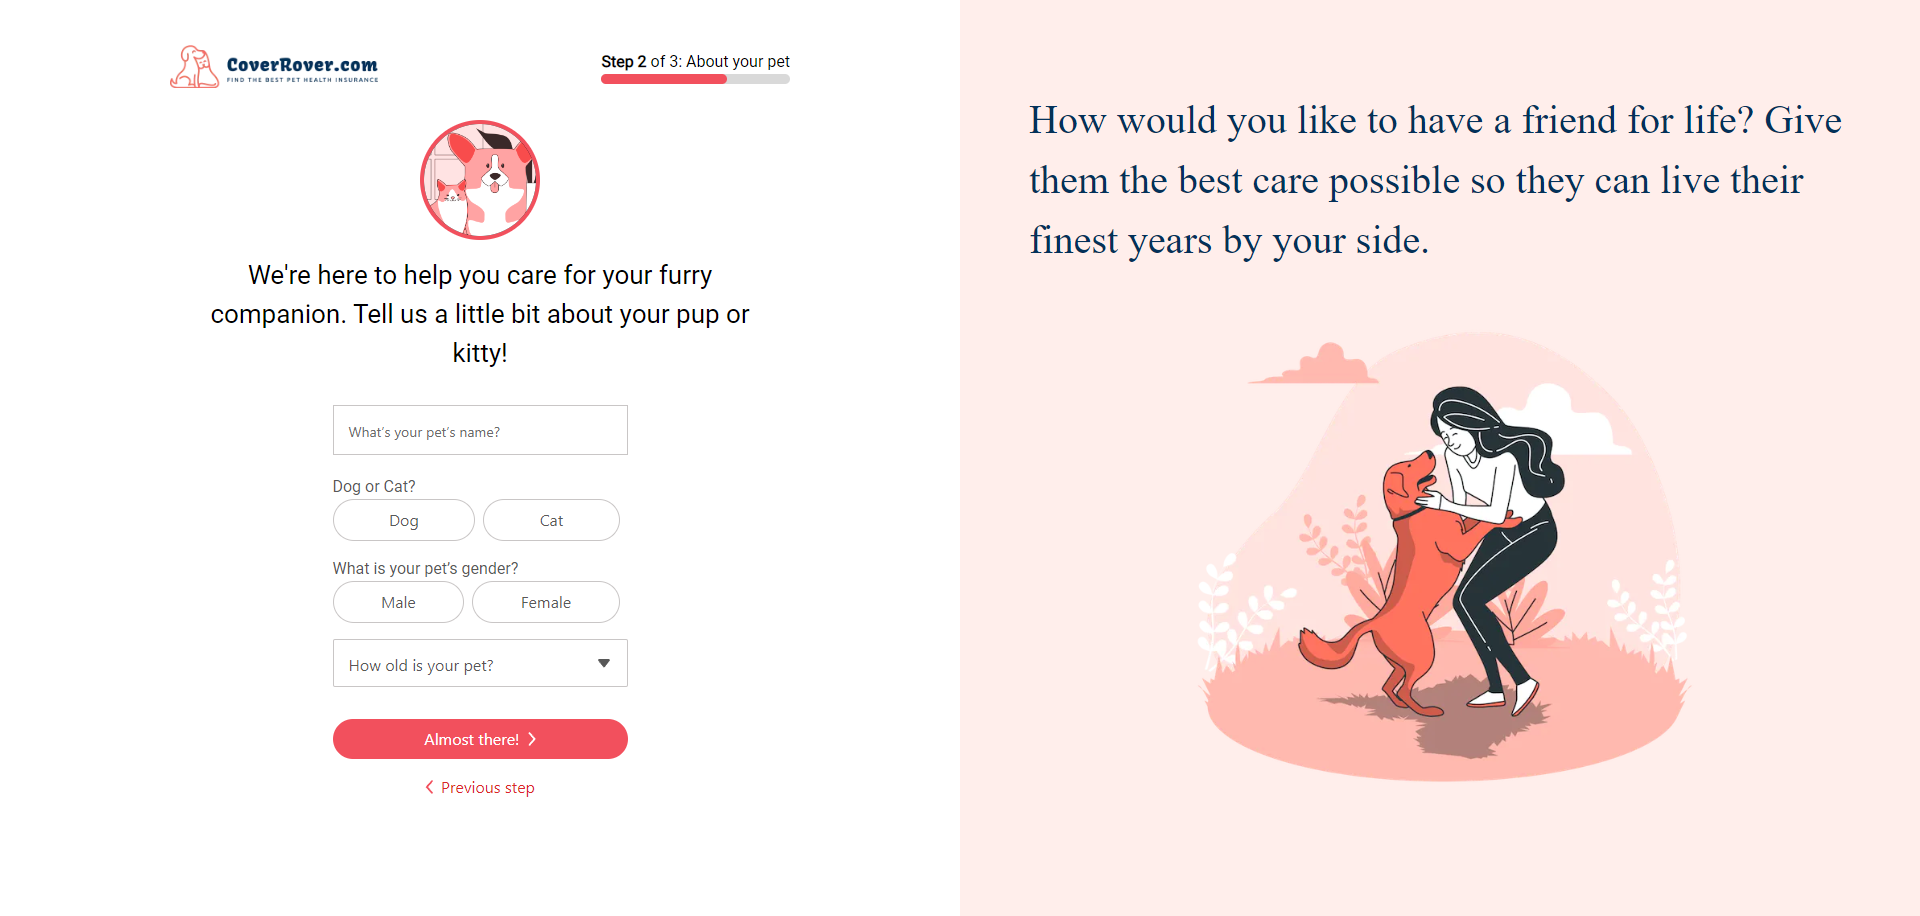 CoverRover.com
FIND THE BEST PET HEALTH INSURANCE
Step 2 of 3: About your pet
We're here to help you care for your furry
companion. Tell us a little bit about your pup or
kitty!
What's your pet's name?
Dog or Cat?
Dog Cat
What is your pet's gender?
Male Female
How old is your pet?
Almost there!
Previous step
How would you like to have a friend for life? Give
them the best care possible so they can live their
finest years by your side.